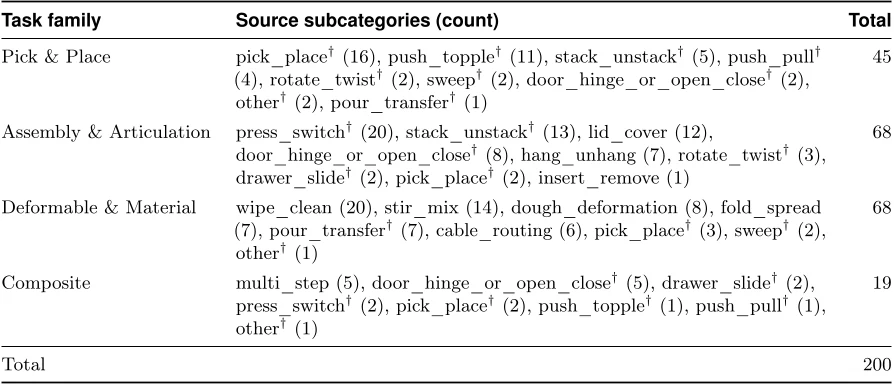 Task family Source subcategories (count) Total
Pick & Place pick_place† (16), push_topple† (11), stack_unstack† (5), push_pull† 45
(4), rotate_twist† (2), sweep† (2), door_hinge_or_open_close† (2),
other† (2), pour_transfer† (1)
Assembly & Articulation press_switch† (20), stack_unstack† (13), lid_cover (12), 68
door_hinge_or_open_close† (8), hang_unhang (7), rotate_twist† (3),
drawer_slide† (2), pick_place† (2), insert_remove (1)
Deformable & Material wipe_clean (20), stir_mix (14), dough_deformation (8), fold_spread 68
(7), pour_transfer† (7), cable_routing (6), pick_place† (3), sweep† (2),
other† (1)
Composite multi_step (5), door_hinge_or_open_close† (5), drawer_slide† (2), 19
press_switch† (2), pick_place† (2), push_topple† (1), push_pull† (1),
other† (1)
Total 200